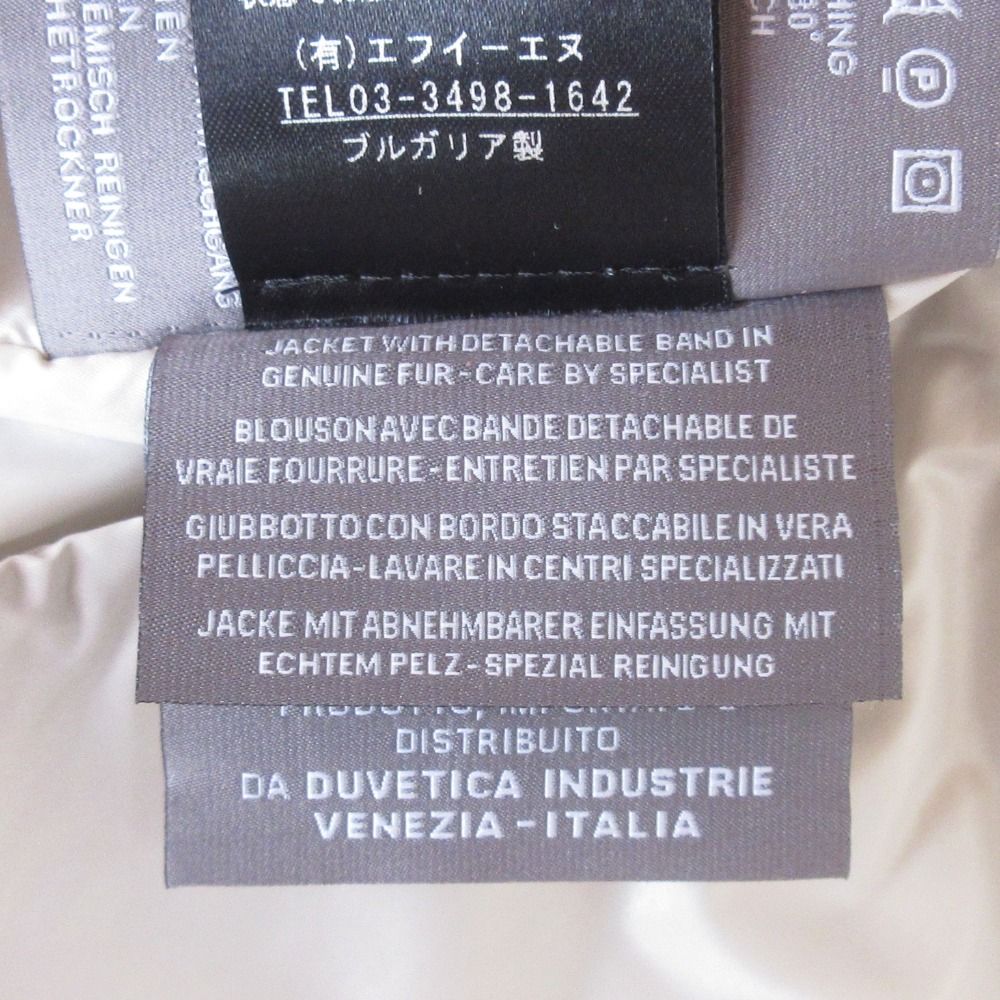 (有)エフイーエヌ
TEL03-3498-1642
ブルガリア製
EMISCH REINIGEN
HETROCKNER
JACKET WITH DETACHABLE BAND IN
GENUINE FUR - CARE BY SPECIALIST
BLOUSON AVEC BANDE DETACHABLE DE
VRAIE FOURRURE - ENTRETIEN PAR SPECIALISTE
GIUBBOTTO CON BORDO STACCABILE IN VERA
PELLICCIA - LAVARE IN CENTRI SPECIALIZZATI
JACKE MIT ABNEHMBARER EINFASSUNG MIT
ECHTEM PELZ - SPEZIAL REINIGUNG
DISTRIBUITO
DA DUVETICA INDUSTRIE
VENEZIA - ITALIA